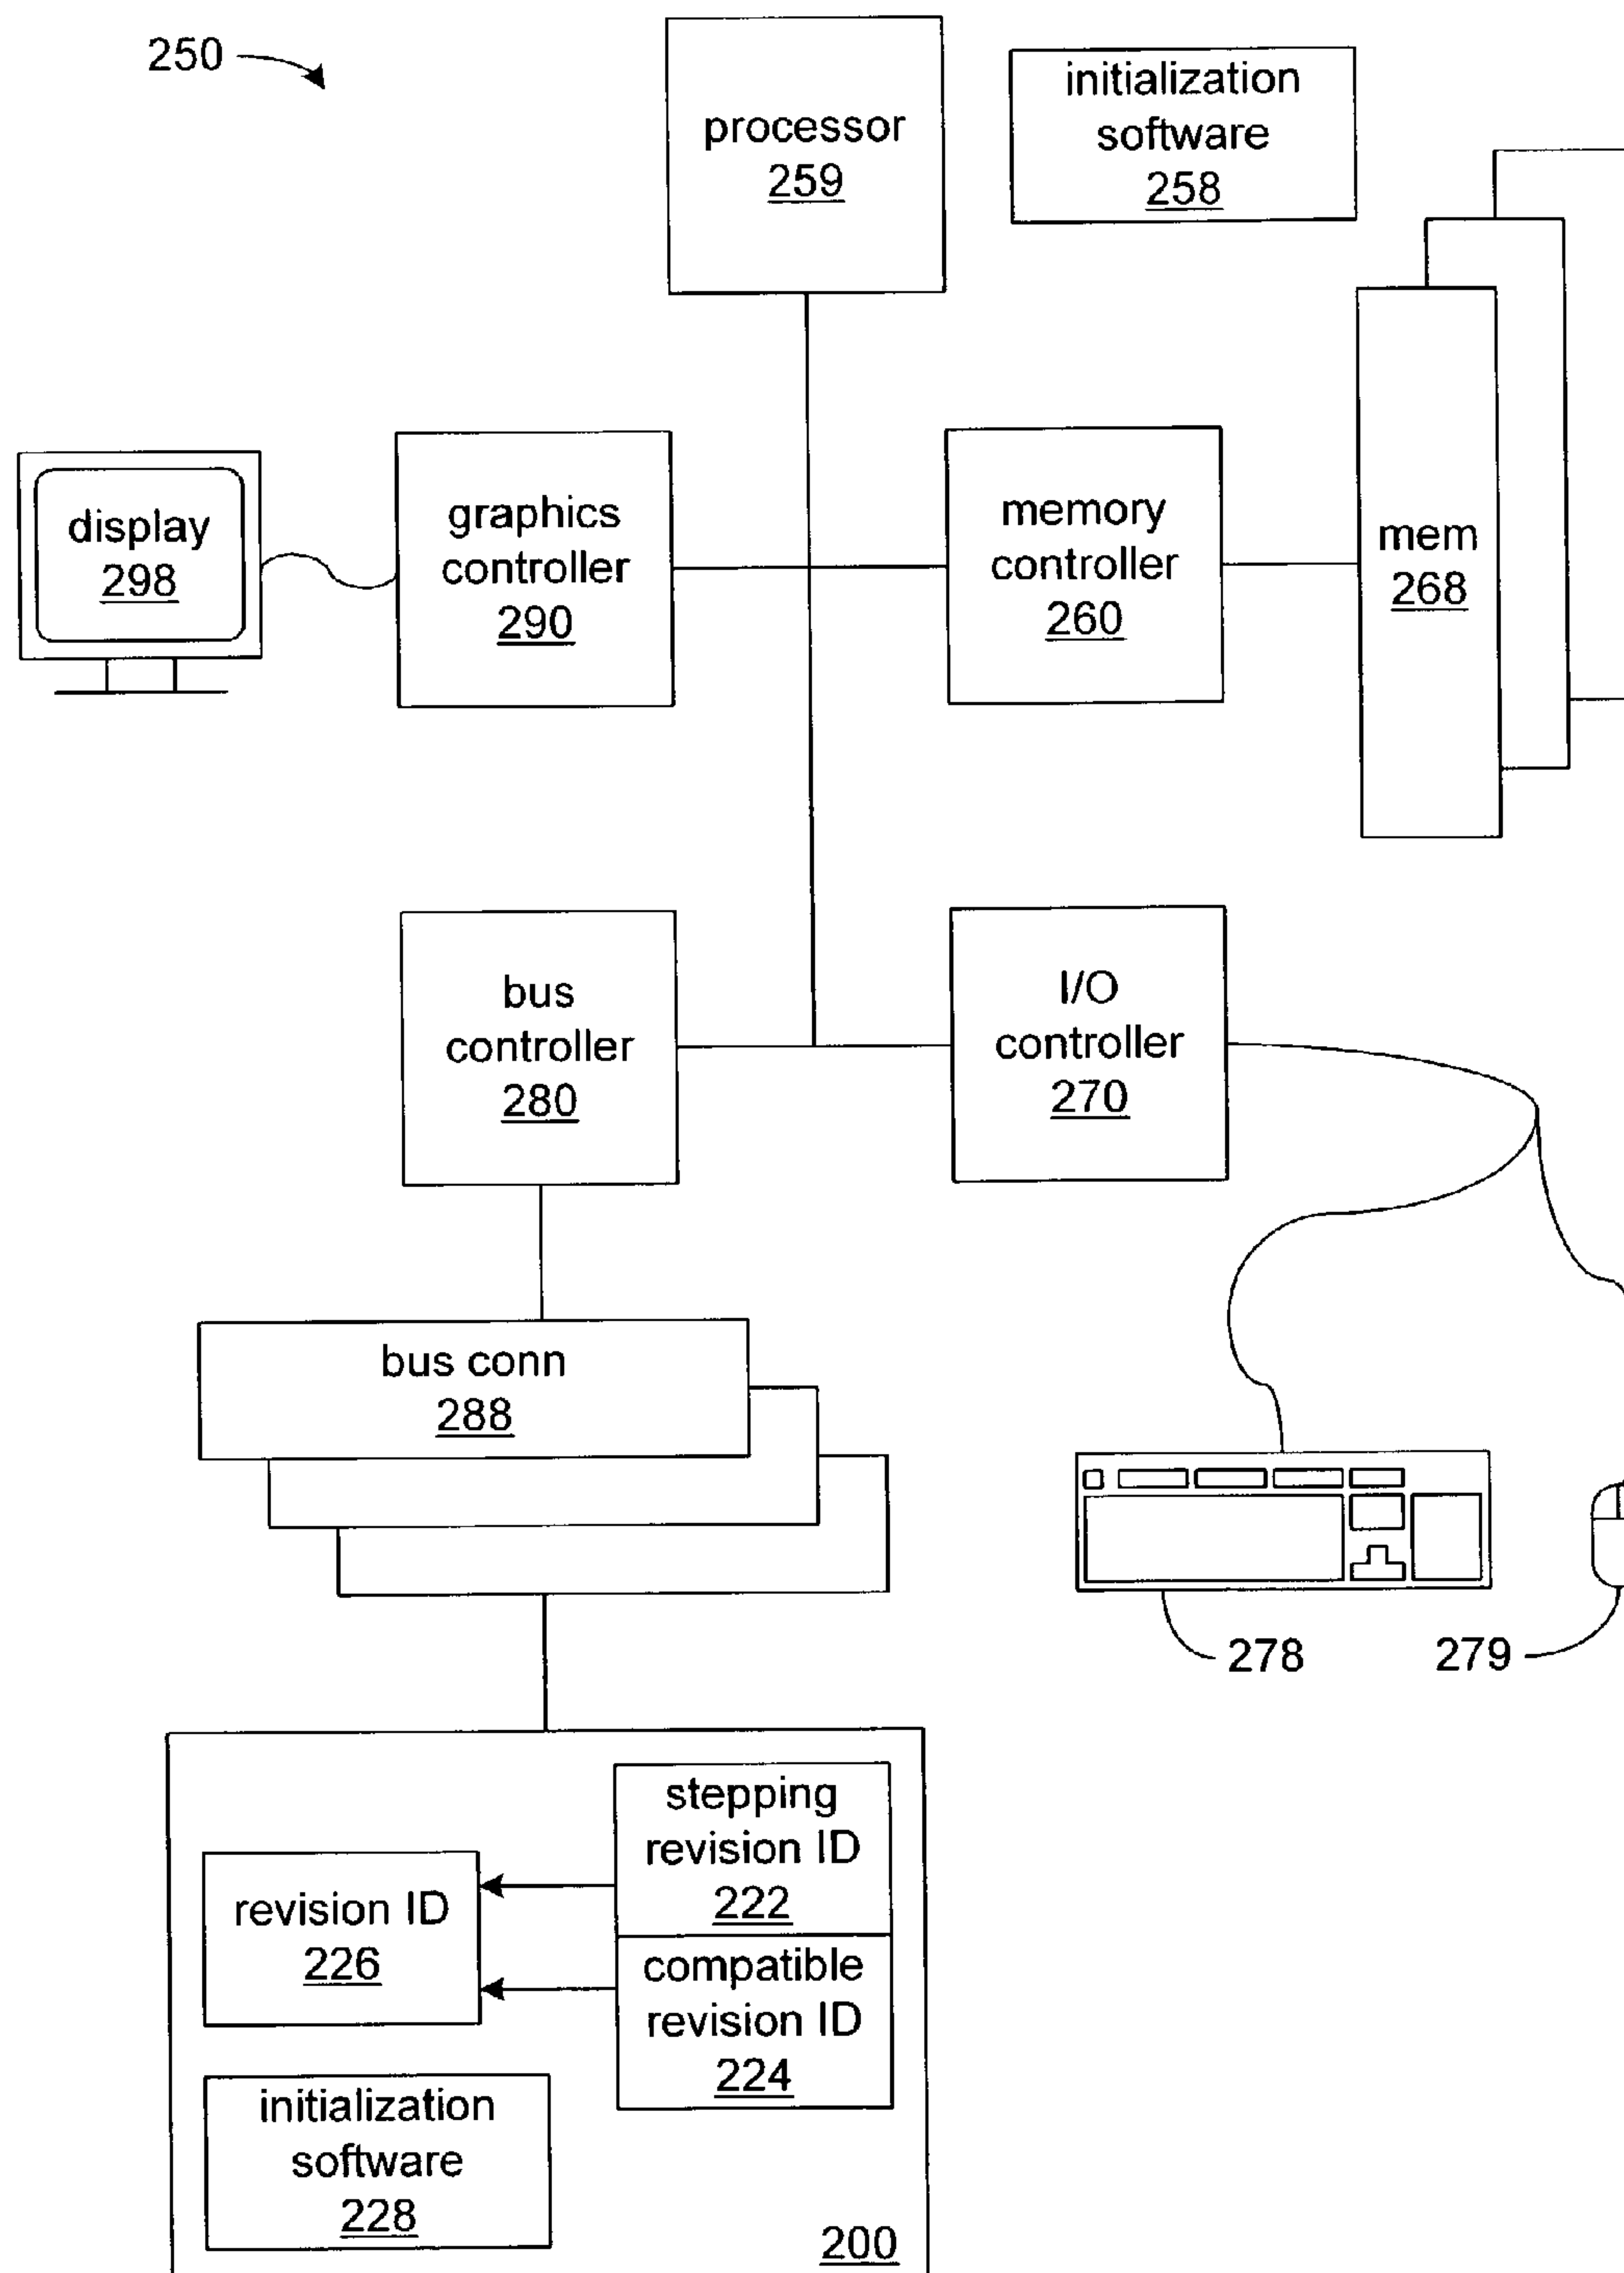 250
processor
259
initialization
software
258
display
298
graphics
controller
290
memory
controller
260
mem
268
bus
controller
280
I/O
controller
270
bus conn
288
278
279
stepping
revision ID
222
revision ID
226
compatible
revision ID
224
initialization
software
228
200